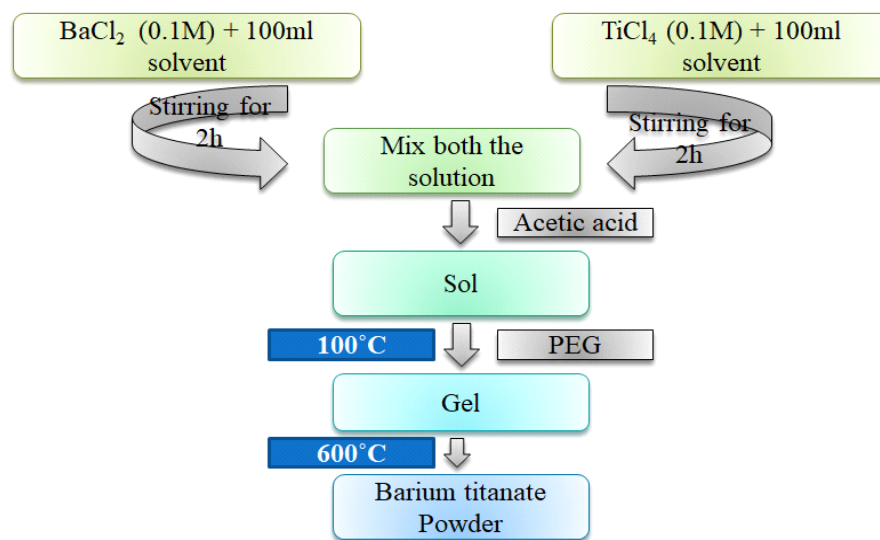 BaCl₂ (0.1M) + 100ml
solvent
TiCl₄ (0.1M) + 100ml
solvent
Stirring for
2h
Stirring for
2h
Mix both the
solution
Acetic acid
Sol
100˚C
PEG
Gel
600˚C
Barium titanate
Powder